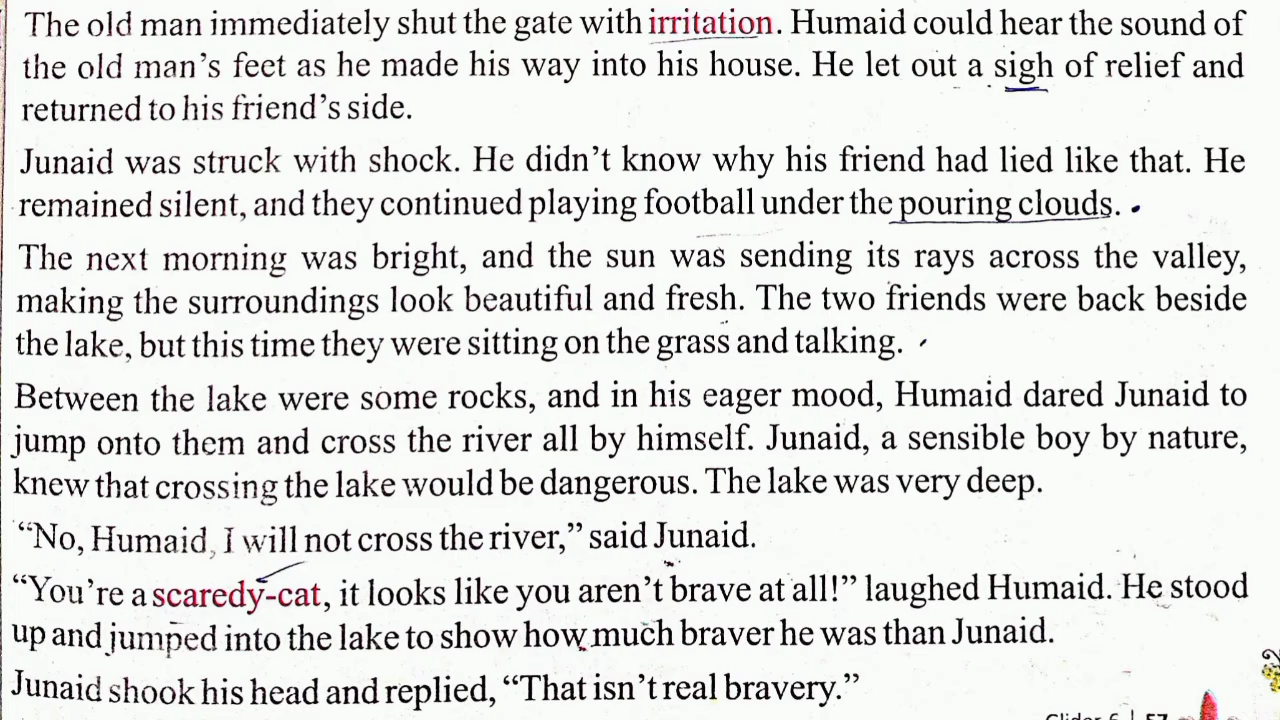 The old man immediately shut the gate with irritation. Humaid could hear the sound of
the old man's feet as he made his way into his house. He let out a sigh of relief and
returned to his friend's side.
Junaid was struck with shock. He didn't know why his friend had lied like that. He
remained silent, and they continued playing football under the pouring clouds.
The next morning was bright, and the sun was sending its rays across the valley,
making the surroundings look beautiful and fresh. The two friends were back beside
the lake, but this time they were sitting on the grass and talking.
Between the lake were some rocks, and in his eager mood, Humaid dared Junaid to
jump onto them and cross the river all by himself. Junaid, a sensible boy by nature,
knew that crossing the lake would be dangerous. The lake was very deep.
“No, Humaid, I will not cross the river,” said Junaid.
“You're a scaredy-cat, it looks like you aren't brave at all!” laughed Humaid. He stood
up and jumped into the lake to show how much braver he was than Junaid.
Junaid shook his head and replied, “That isn't real bravery.”